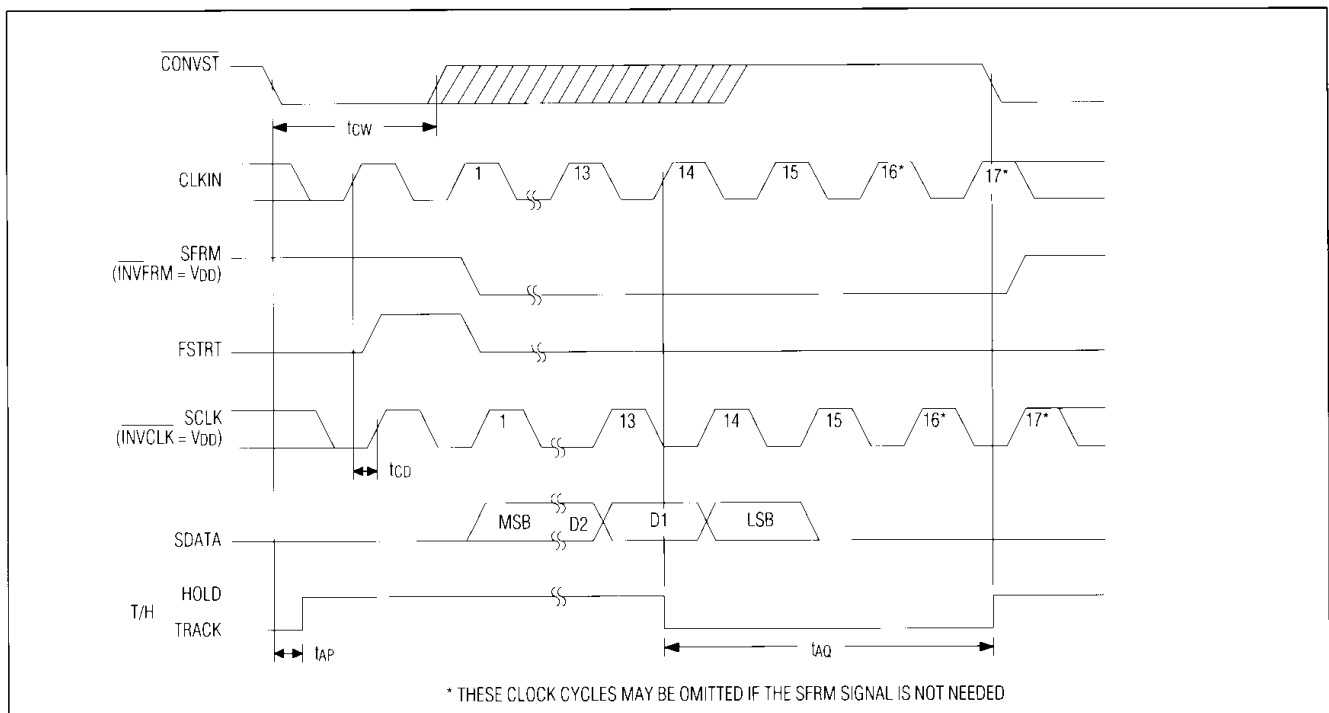 CONVST
tCW
CLKIN
1 13 14 15 16* 17*
SFRM
(INVFRM = VDD)
FSTRT
SCLK
(INVCLK = VDD)
1 13 14 15 16* 17*
tCD
SDATA
MSB D2 D1 LSB
HOLD
T/H
TRACK
tAP
tAQ
* THESE CLOCK CYCLES MAY BE OMITTED IF THE SFRM SIGNAL IS NOT NEEDED